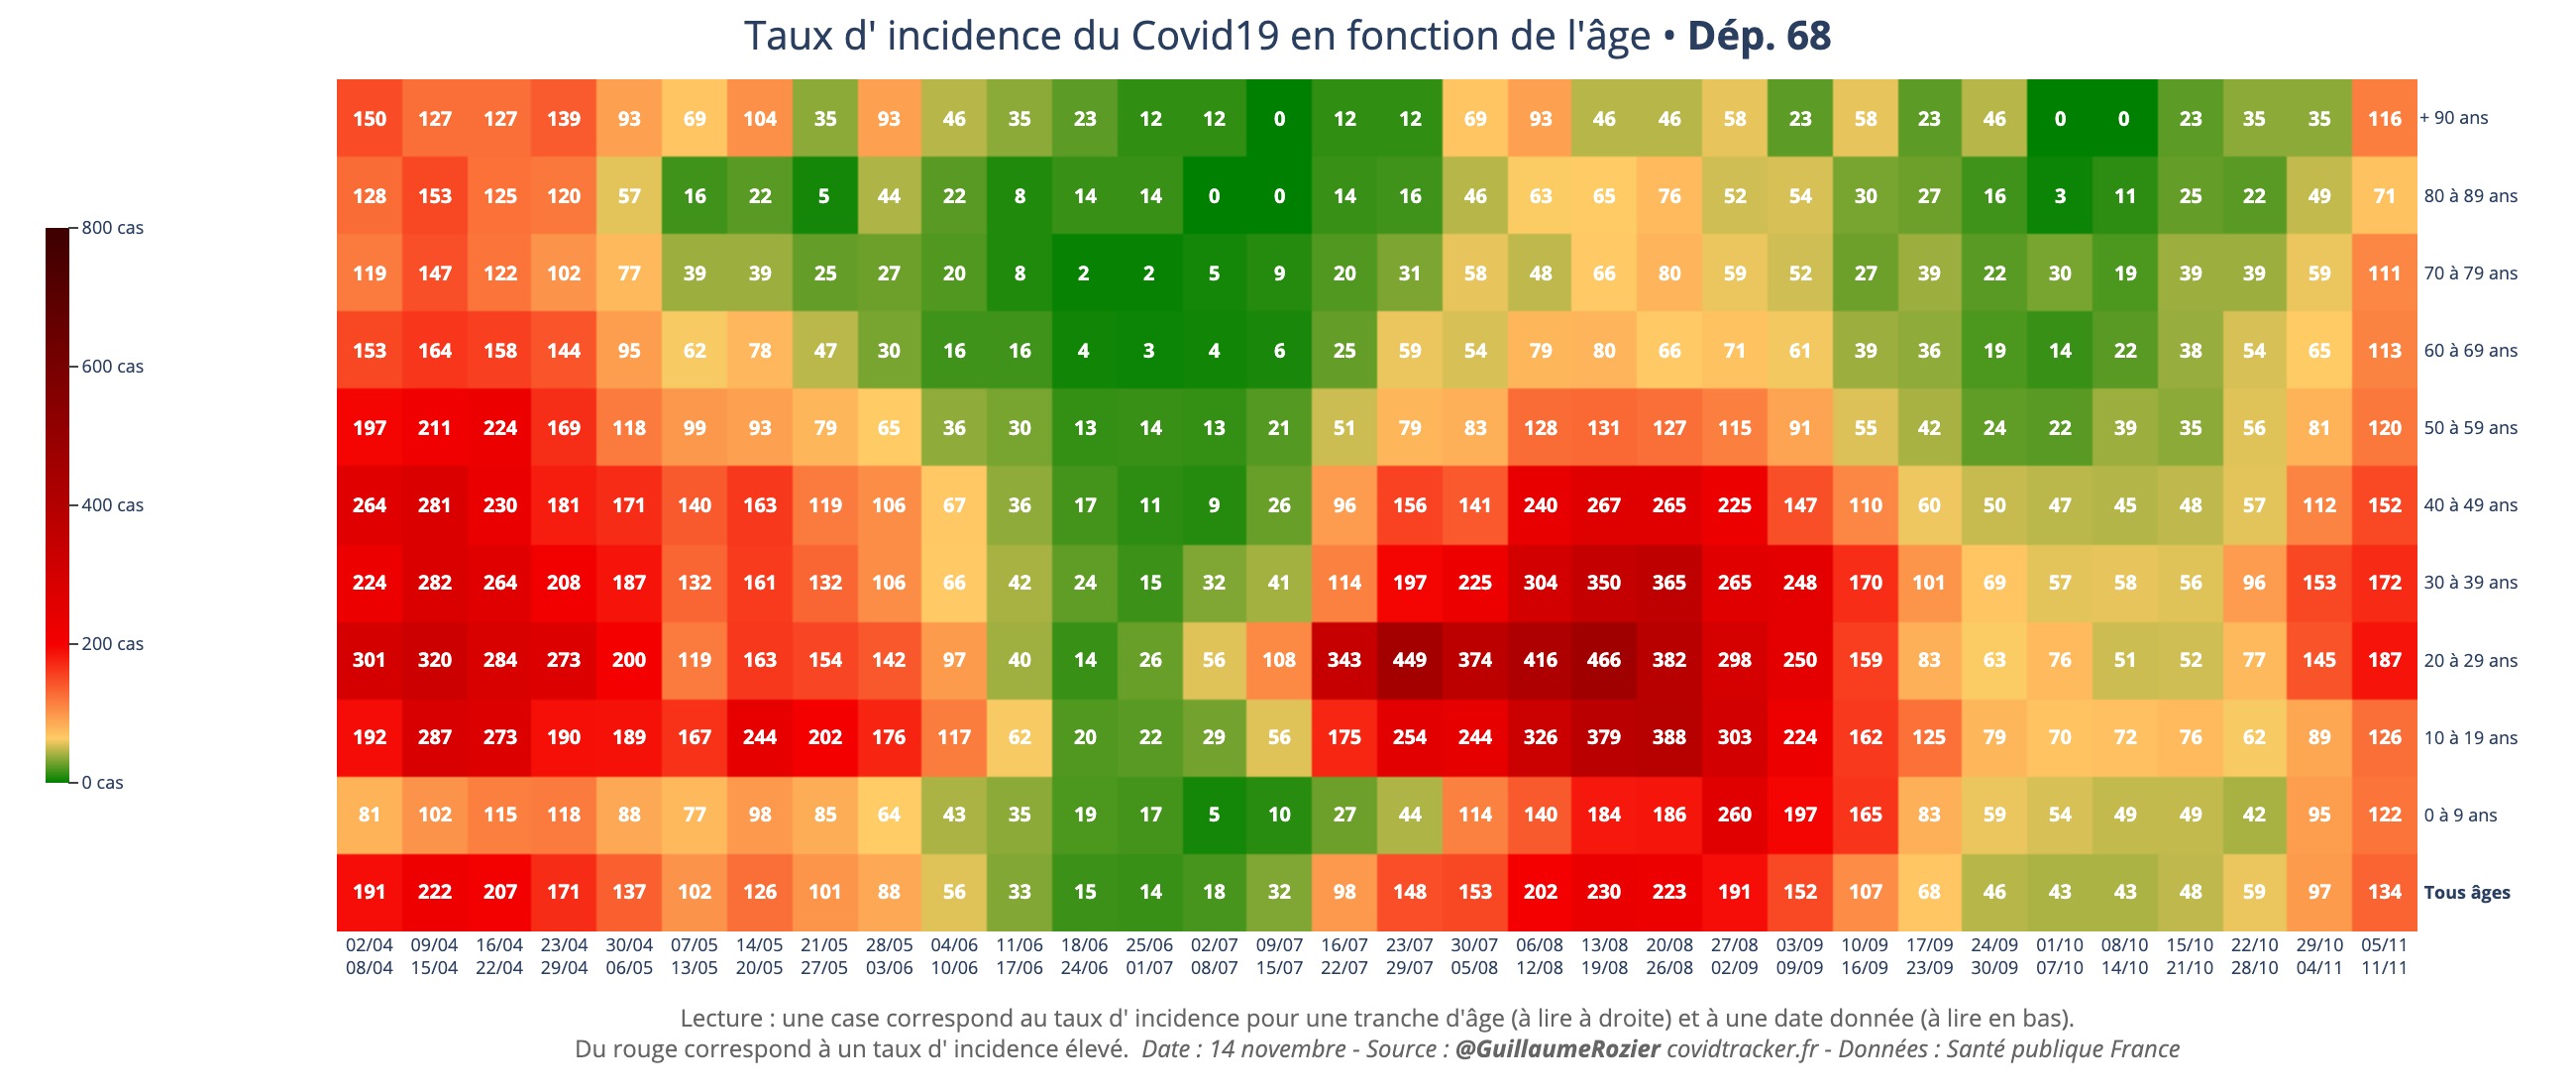 Taux d' incidence du Covid19 en fonction de l'âge • Dép. 68
800 cas
600 cas
400 cas
200 cas
0 cas
150 127 127 139 93 69 104 35 93 46 35 23 12 12 0 12 12 69 93 46 46 58 23 58 23 46 0 0 23 35 35 116 + 90 ans
128 153 125 120 57 16 22 5 44 22 8 14 14 0 0 14 16 46 63 65 76 52 54 30 27 16 3 11 25 22 49 71 80 à 89 ans
119 147 122 102 77 39 39 25 27 20 8 2 2 5 9 20 31 58 48 66 80 59 52 27 39 22 30 19 39 39 59 111 70 à 79 ans
153 164 158 144 95 62 78 47 30 16 16 4 3 4 6 25 59 54 79 80 66 71 61 39 36 19 14 22 38 54 65 113 60 à 69 ans
197 211 224 169 118 99 93 79 65 36 30 13 14 13 21 51 79 83 128 131 127 115 91 55 42 24 22 39 35 56 81 120 50 à 59 ans
264 281 230 181 171 140 163 119 106 67 36 17 11 9 26 96 156 141 240 267 265 225 147 110 60 50 47 45 48 57 112 152 40 à 49 ans
224 282 264 208 187 132 161 132 106 66 42 24 15 32 41 114 197 225 304 350 365 265 248 170 101 69 57 58 56 96 153 172 30 à 39 ans
301 320 284 273 200 119 163 154 142 97 40 14 26 56 108 343 449 374 416 466 382 298 250 159 83 63 76 51 52 77 145 187 20 à 29 ans
192 287 273 190 189 167 244 202 176 117 62 20 22 29 56 175 254 244 326 379 388 303 224 162 125 79 70 72 76 62 89 126 10 à 19 ans
81 102 115 118 88 77 98 85 64 43 35 19 17 5 10 27 44 114 140 184 186 260 197 165 83 59 54 49 49 42 95 122 0 à 9 ans
191 222 207 171 137 102 126 101 88 56 33 15 14 18 32 98 148 153 202 230 223 191 152 107 68 46 43 43 48 59 97 134 Tous âges
02/04 09/04 16/04 23/04 30/04 07/05 14/05 21/05 28/05 04/06 11/06 18/06 25/06 02/07 09/07 16/07 23/07 30/07 06/08 13/08 20/08 27/08 03/09 10/09 17/09 24/09 01/10 08/10 15/10 22/10 29/10 05/11
08/04 15/04 22/04 29/04 06/05 13/05 20/05 27/05 03/06 10/06 17/06 24/06 01/07 08/07 15/07 22/07 29/07 05/08 12/08 19/08 26/08 02/09 09/09 16/09 23/09 30/09 07/10 14/10 21/10 28/10 04/11 11/11
Lecture : une case correspond au taux d' incidence pour une tranche d'âge (à lire à droite) et à une date donnée (à lire en bas).
Du rouge correspond à un taux d' incidence élevé. Date : 14 novembre - Source : @GuillaumeRozier covidtracker.fr - Données : Santé publique France